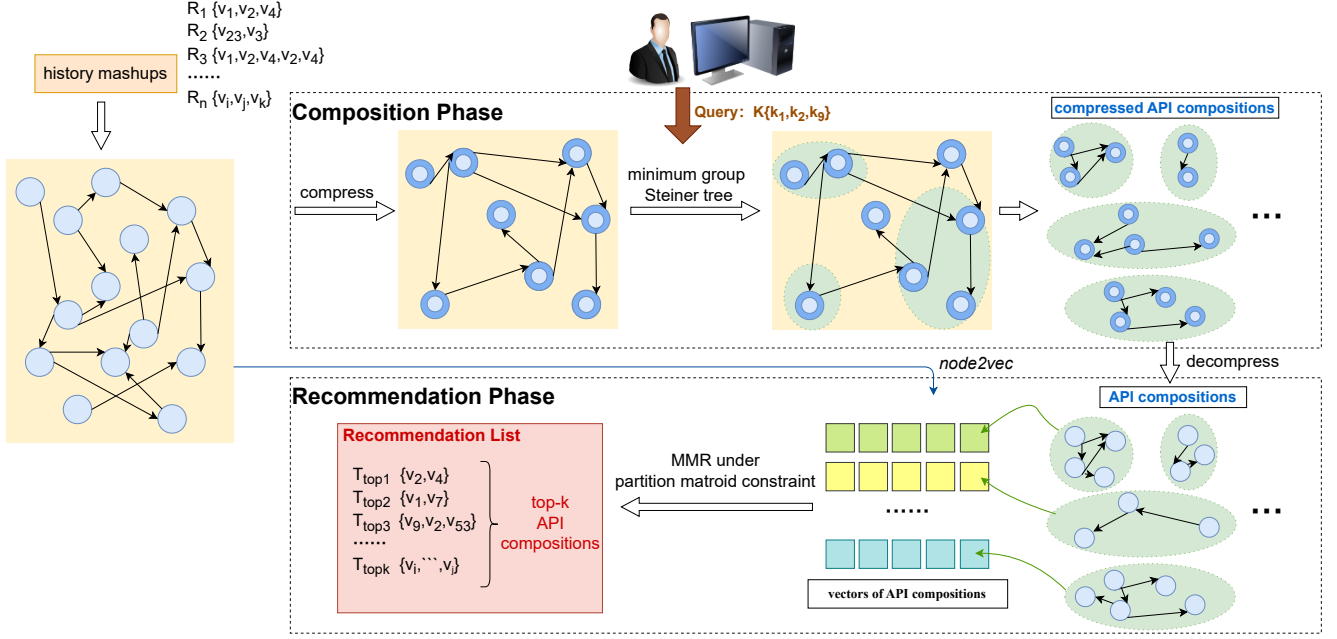 R1 {v1,v2,v4}
R2 {v23,v3}
R3 {v1,v2,v4,v2,v4}
......
Rn {vi,vj,vk}
history mashups
Composition Phase
Query: K{k1,k2,k9}
compressed API compositions
compress
minimum group
Steiner tree
...
decompress
node2vec
Recommendation Phase
API compositions
Recommendation List
Ttop1 {v2,v4}
Ttop2 {v1,v7}
Ttop3 {v9,v2,v53}
......
Ttopk {vi,```,vj}
top-k
API
compositions
MMR under
partition matroid constraint
......
vectors of API compositions
...